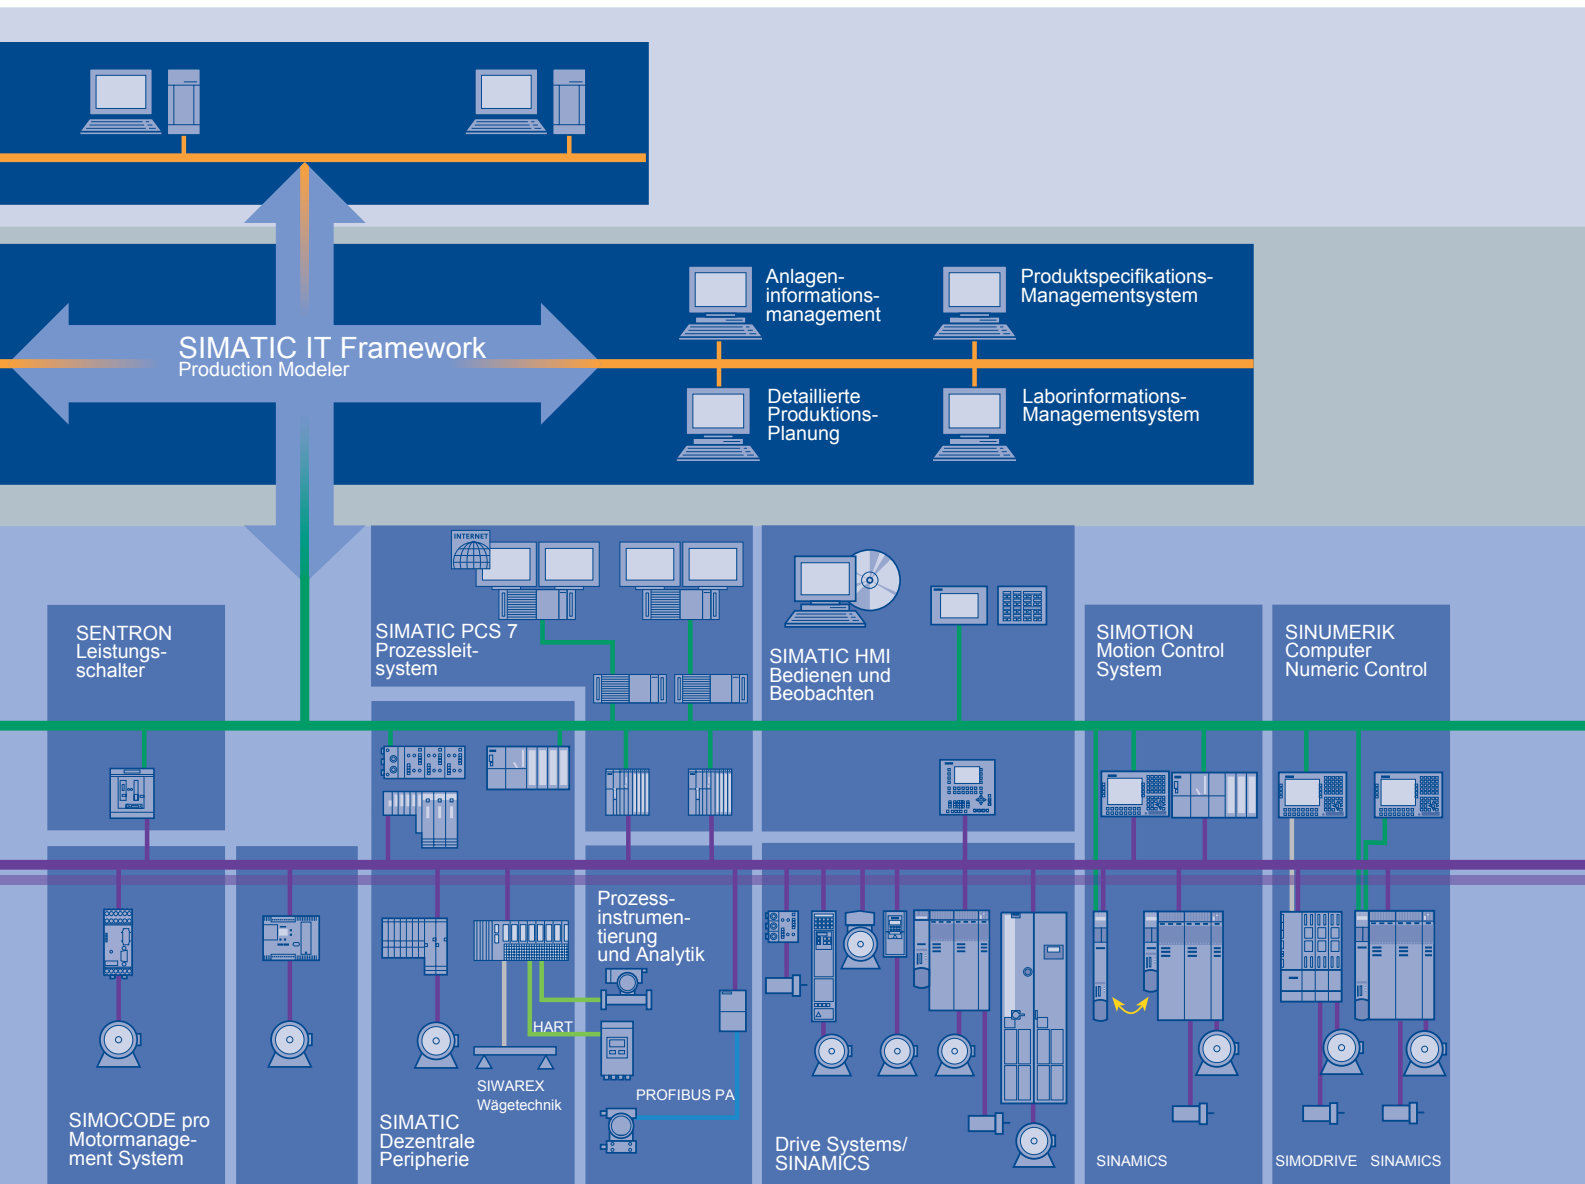 Anlagen-
informations-
management
Produktspecifikations-
Managementsystem
SIMATIC IT Framework
Production Modeler
Detaillierte
Produktions-
Planung
Laborinformations-
Managementsystem
INTERNET
SENTRON
Leistungs-
schalter
SIMATIC PCS 7
Prozessleit-
system
SIMATIC HMI
Bedienen und
Beobachten
SIMOTION
Motion Control
System
SINUMERIK
Computer
Numeric Control
Prozess-
instrumen-
tierung
und Analytik
HART
SIWAREX
Wägetechnik
PROFIBUS PA
SIMOCODE pro
Motormanage-
ment System
SIMATIC
Dezentrale
Peripherie
Drive Systems/
SINAMICS
SINAMICS
SIMODRIVE
SINAMICS